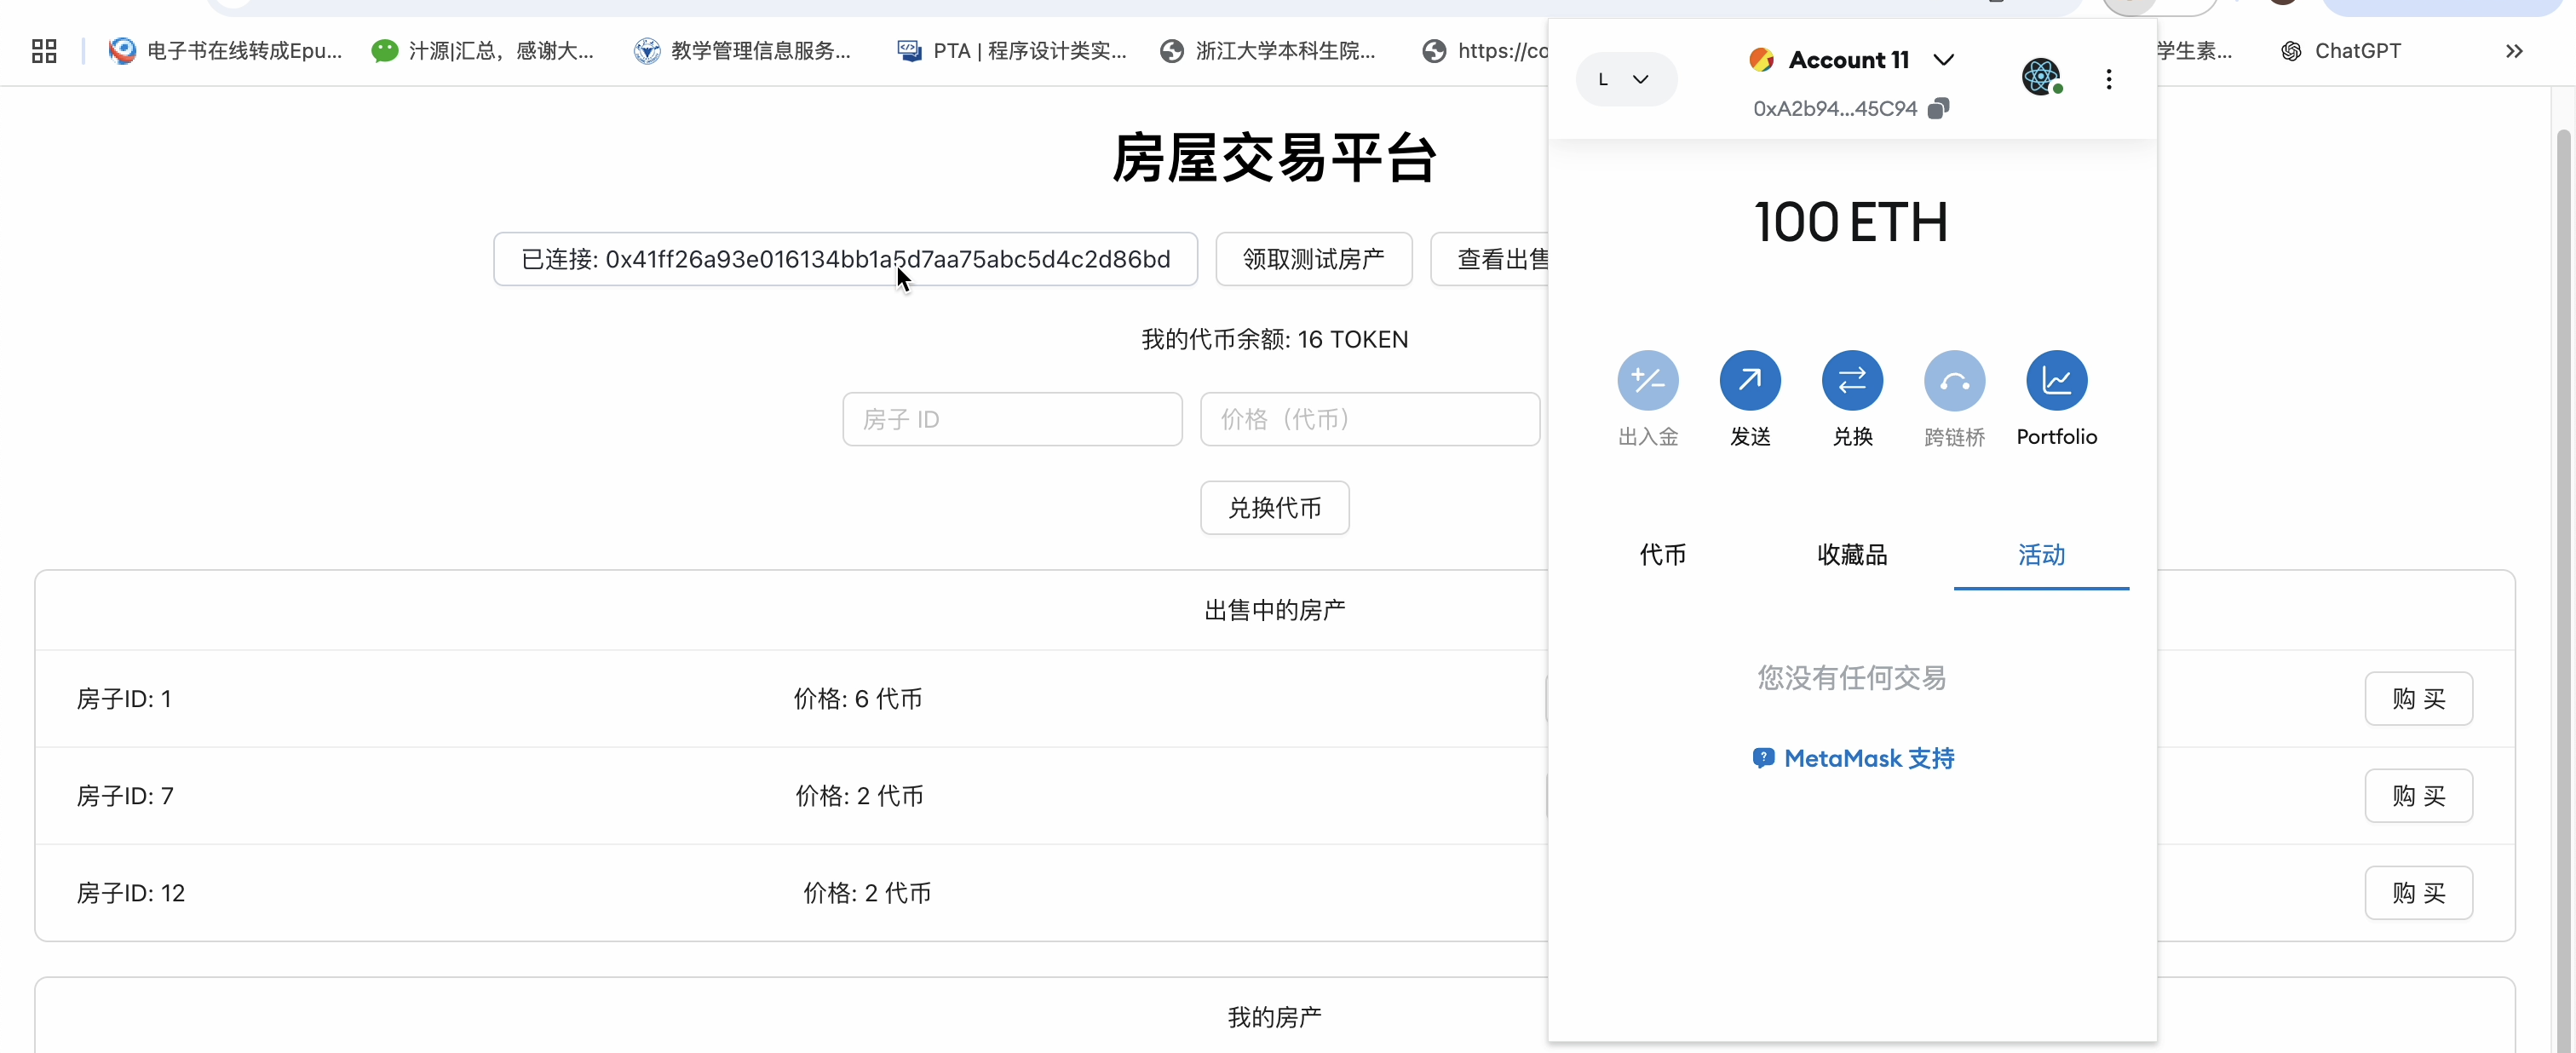 电子书在线转成Epu...
汁源|汇总，感谢大...
教学管理信息服务...
PTA | 程序设计类实...
浙江大学本科生院...
https://co
学生素...
ChatGPT
L
Account 11
0xA2b94...45C94
房屋交易平台
100 ETH
已连接: 0x41ff26a93e016134bb1a5d7aa75abc5d4c2d86bd
领取测试房产
查看出售
我的代币余额: 16 TOKEN
房子 ID
价格（代币）
出入金
发送
兑换
跨链桥
Portfolio
兑换代币
代币
收藏品
活动
出售中的房产
您没有任何交易
房子ID: 1
价格: 6 代币
购 买
MetaMask 支持
房子ID: 7
价格: 2 代币
购 买
房子ID: 12
价格: 2 代币
购 买
我的房产